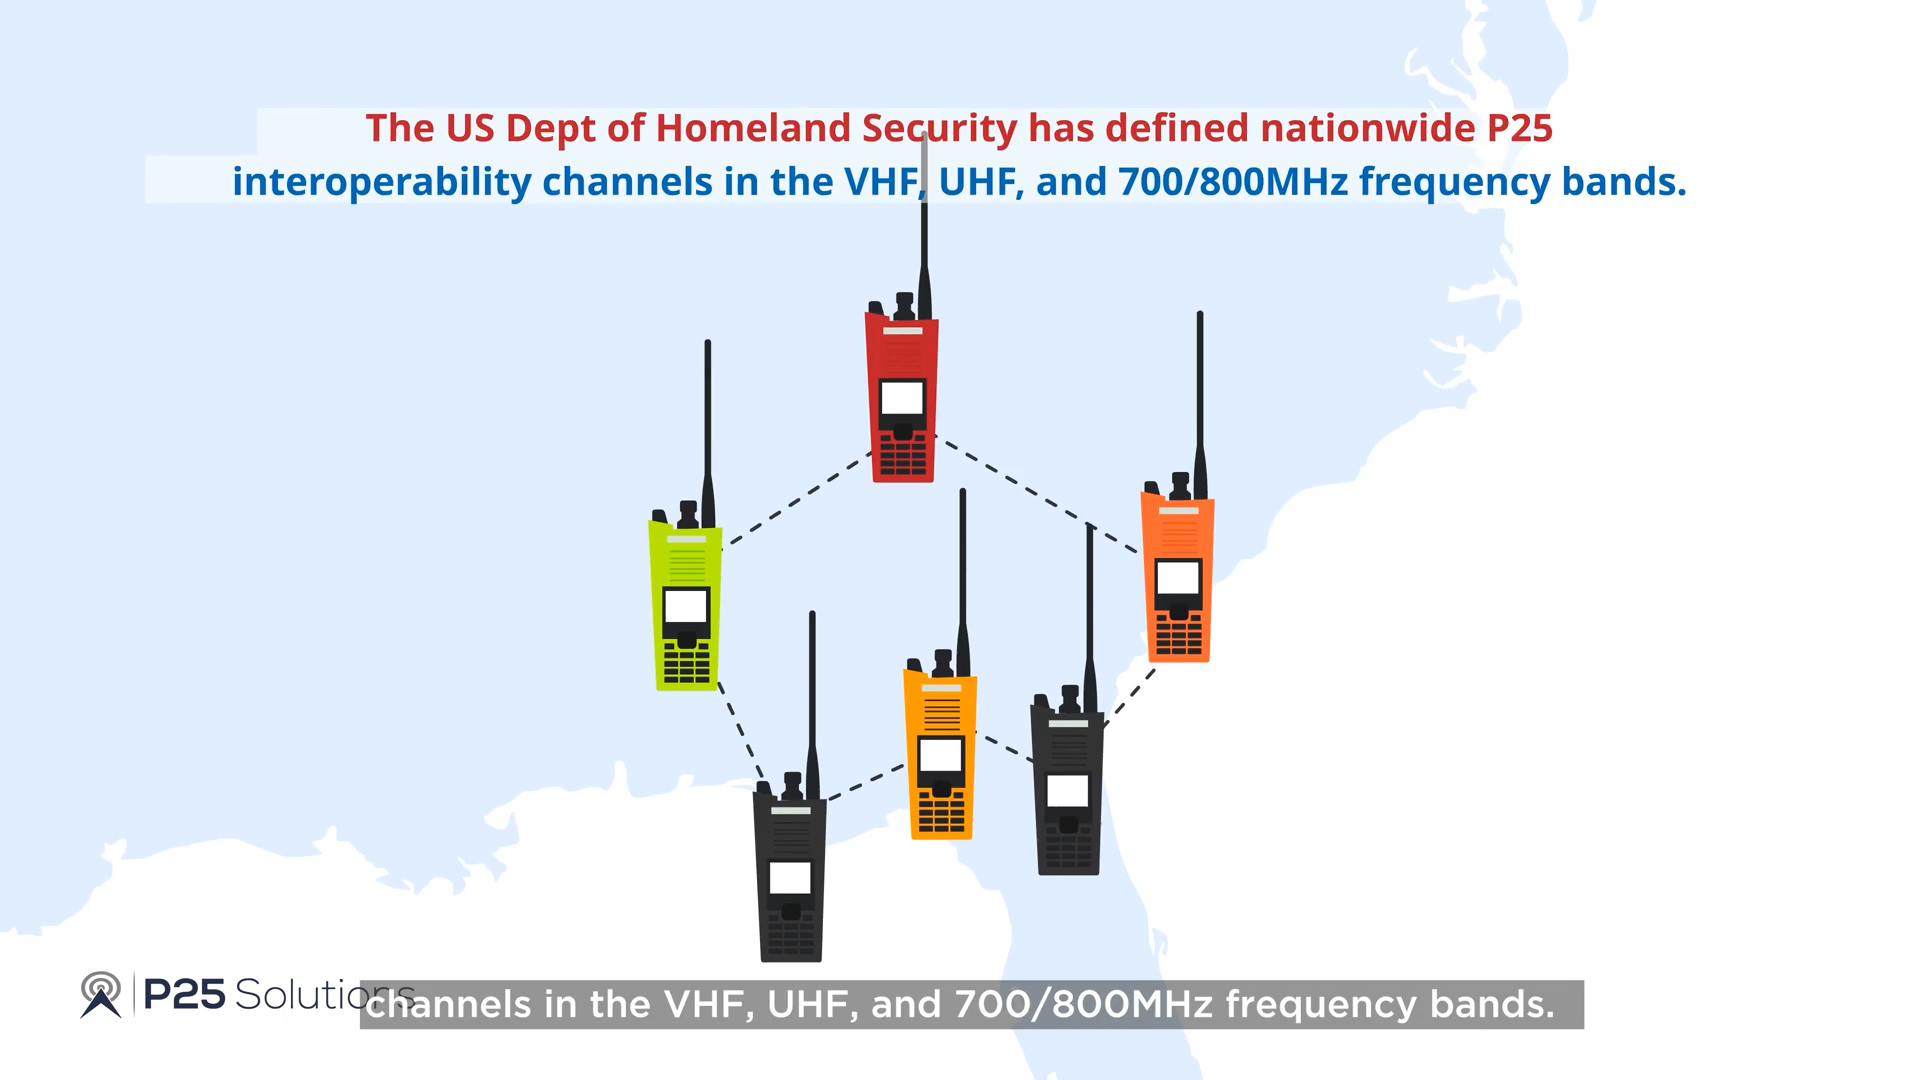 The US Dept of Homeland Security has defined nationwide P25
interoperability channels in the VHF, UHF, and 700/800MHz frequency bands.
P25 Solutions
channels in the VHF, UHF, and 700/800MHz frequency bands.